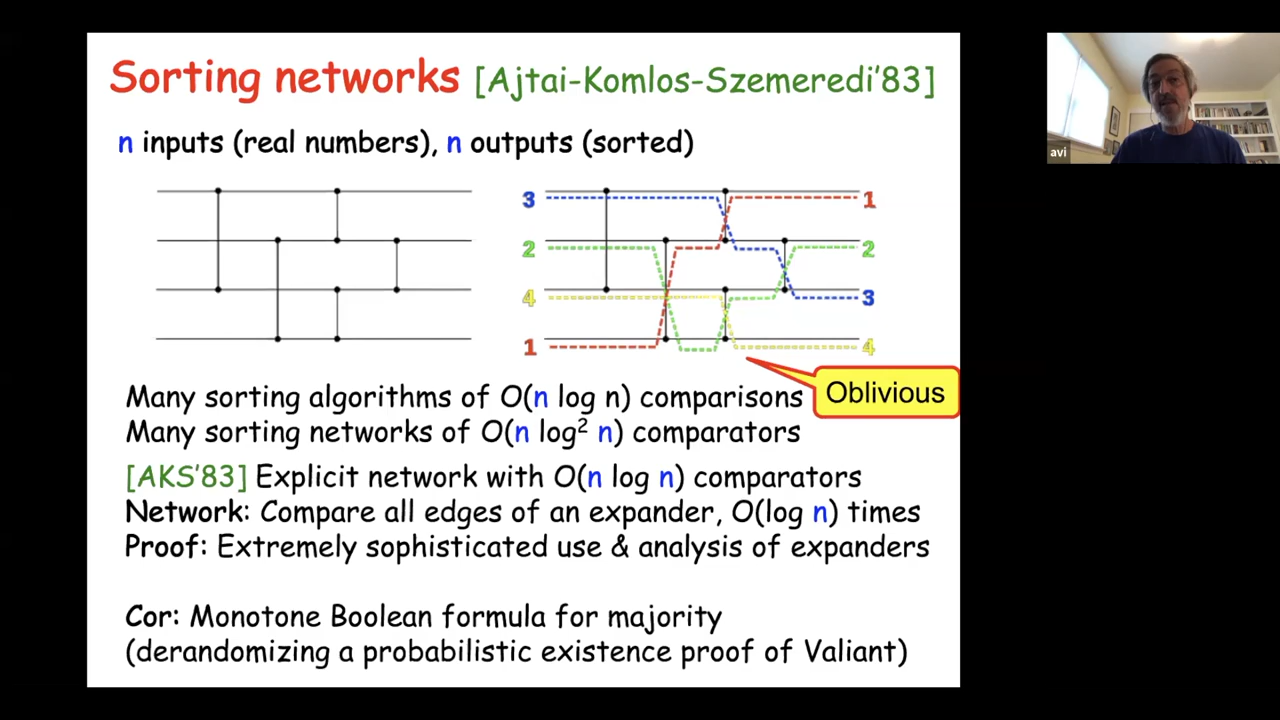 Sorting networks [Ajtai-Komlos-Szemeredi'83]
n inputs (real numbers), n outputs (sorted)
3 1
2 2
4 3
1 4
Oblivious
Many sorting algorithms of O(n log n) comparisons
Many sorting networks of O(n log² n) comparators
[AKS'83] Explicit network with O(n log n) comparators
Network: Compare all edges of an expander, O(log n) times
Proof: Extremely sophisticated use & analysis of expanders
Cor: Monotone Boolean formula for majority
(derandomizing a probabilistic existence proof of Valiant)
avi